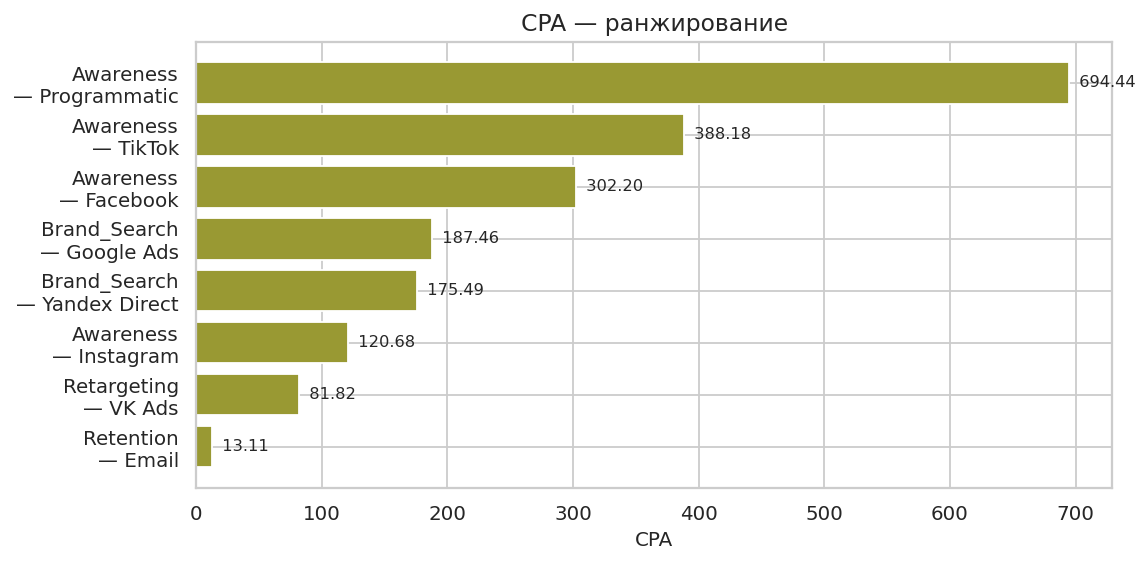 CPA — ранжирование
Awareness
— Programmatic
694.44
Awareness
— TikTok
388.18
Awareness
— Facebook
302.20
Brand_Search
— Google Ads
187.46
Brand_Search
— Yandex Direct
175.49
Awareness
— Instagram
120.68
Retargeting
— VK Ads
81.82
Retention
— Email
13.11
0 100 200 300 400 500 600 700
CPA